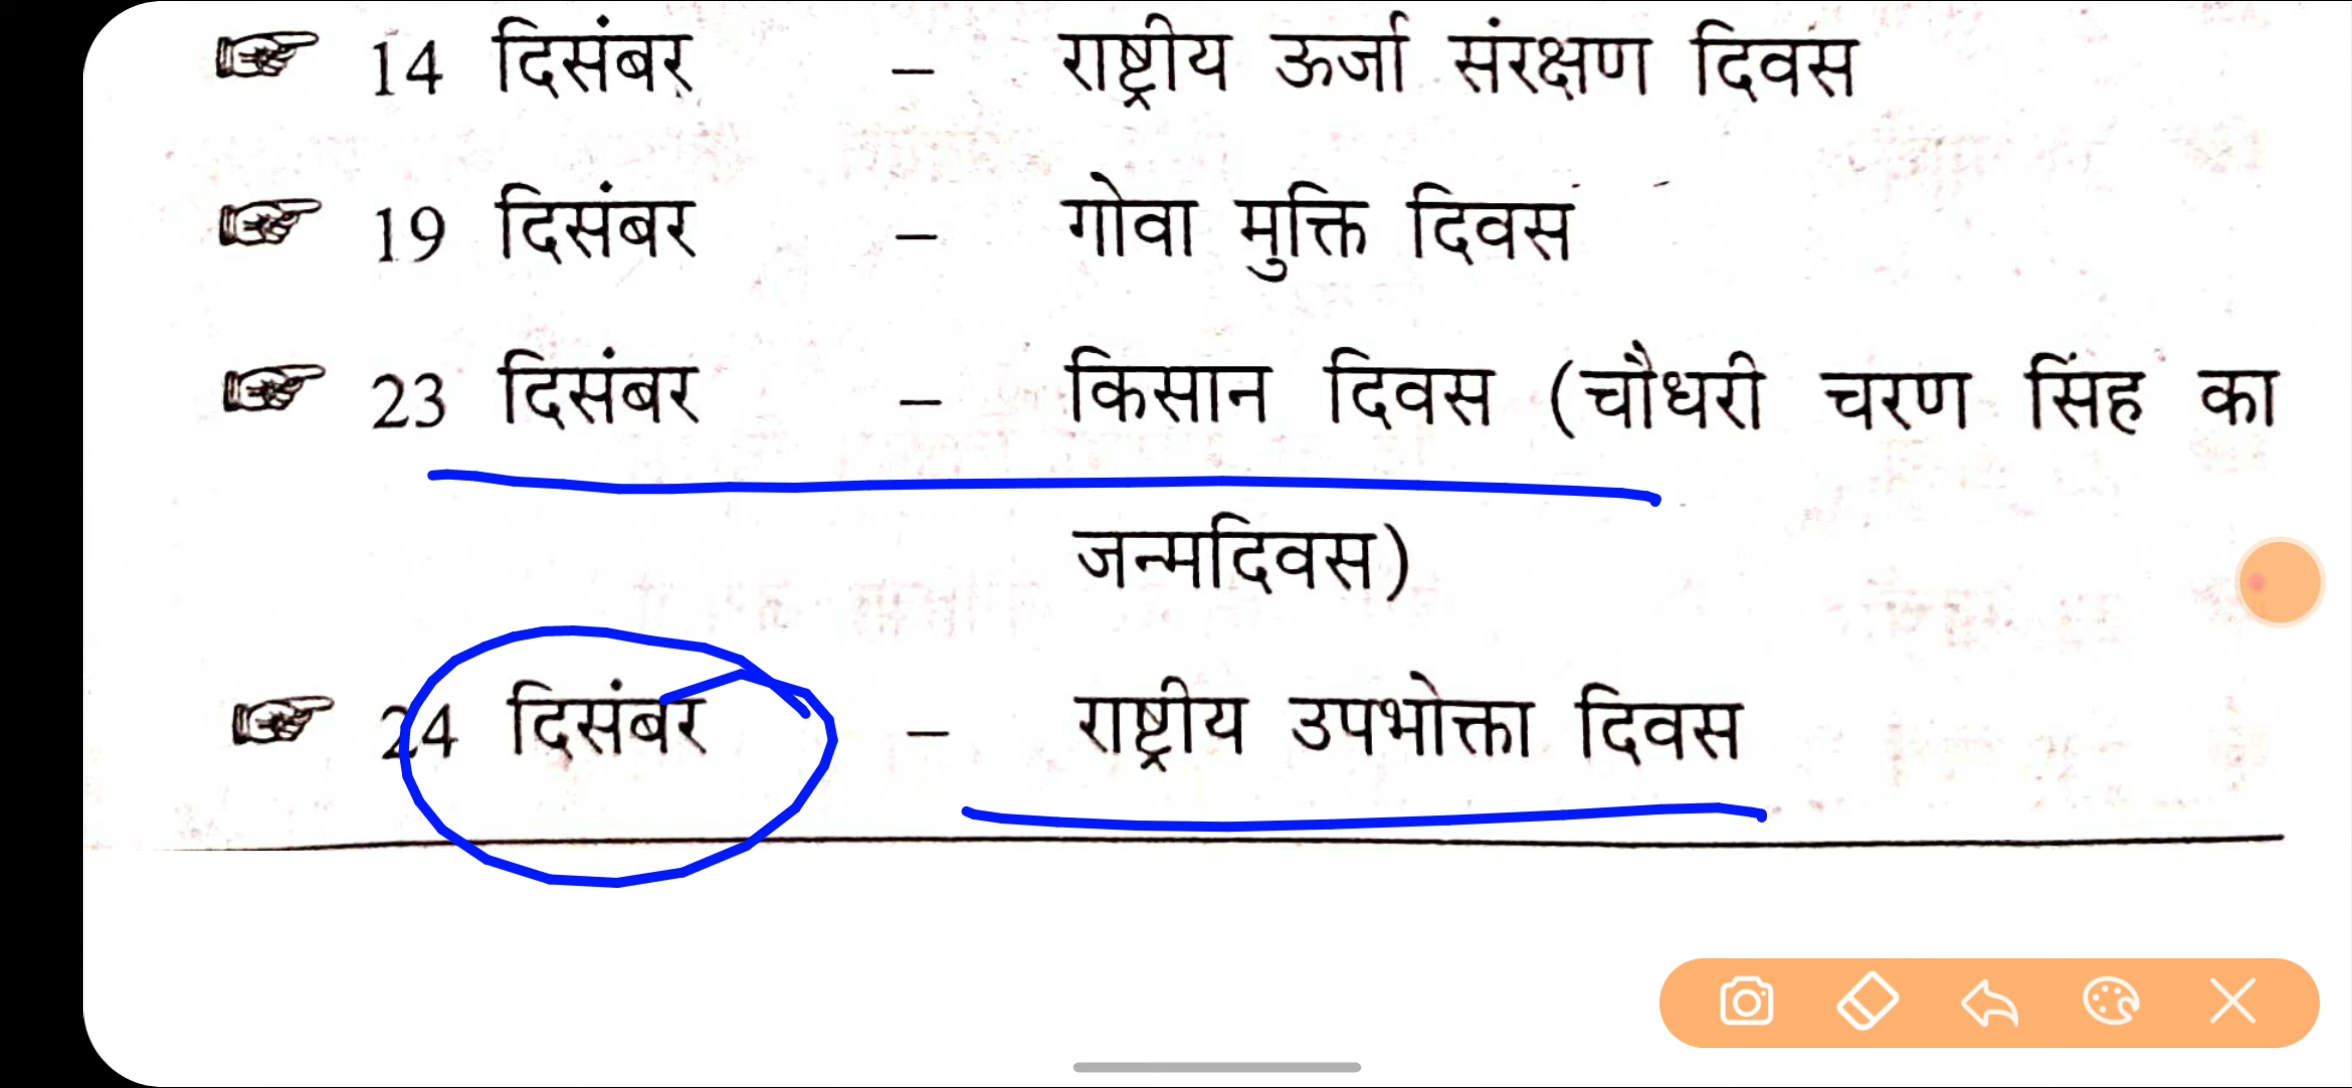 14 दिसंबर – राष्ट्रीय ऊर्जा संरक्षण दिवस
19 दिसंबर – गोवा मुक्ति दिवस
23 दिसंबर – किसान दिवस (चौधरी चरण सिंह का
जन्मदिवस)
24 दिसंबर – राष्ट्रीय उपभोक्ता दिवस